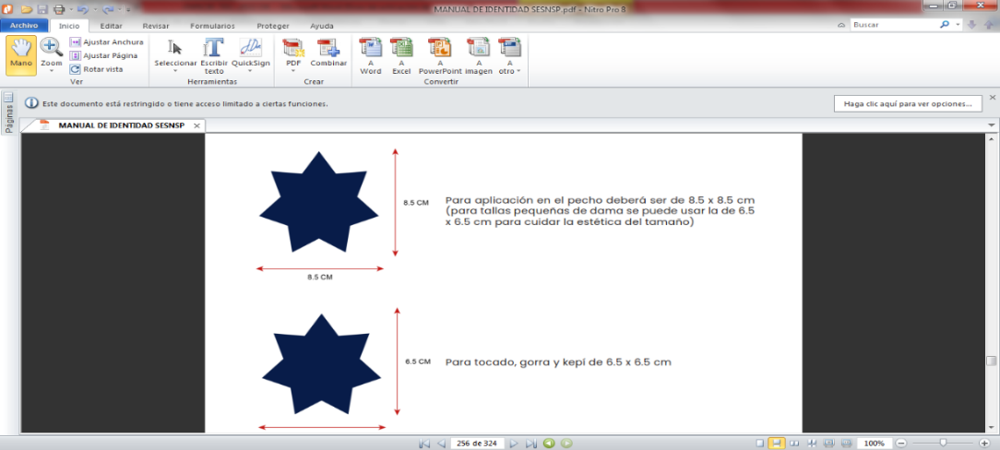 MANUAL DE IDENTIDAD SESNSP.pdf - Nitro Pro 8
Archivo Inicio Editar Revisar Formularios Proteger Ayuda
Buscar
Mano
Zoom
Ajustar Anchura
Ajustar Página
Rotar vista
Ver
Seleccionar
Escribir texto
QuickSign
Herramientas
PDF
Combinar
Crear
A Word
A Excel
A PowerPoint
A imagen
A otro
Convertir
Este documento está restringido o tiene acceso limitado a ciertas funciones.
Haga clic aquí para ver opciones...
Páginas
MANUAL DE IDENTIDAD SESNSP
8.5 CM
Para aplicación en el pecho deberá ser de 8.5 x 8.5 cm
(para tallas pequeñas de dama se puede usar la de 6.5
x 6.5 cm para cuidar la estética del tamaño)
8.5 CM
6.5 CM
Para tocado, gorra y kepí de 6.5 x 6.5 cm
256 de 324
100%